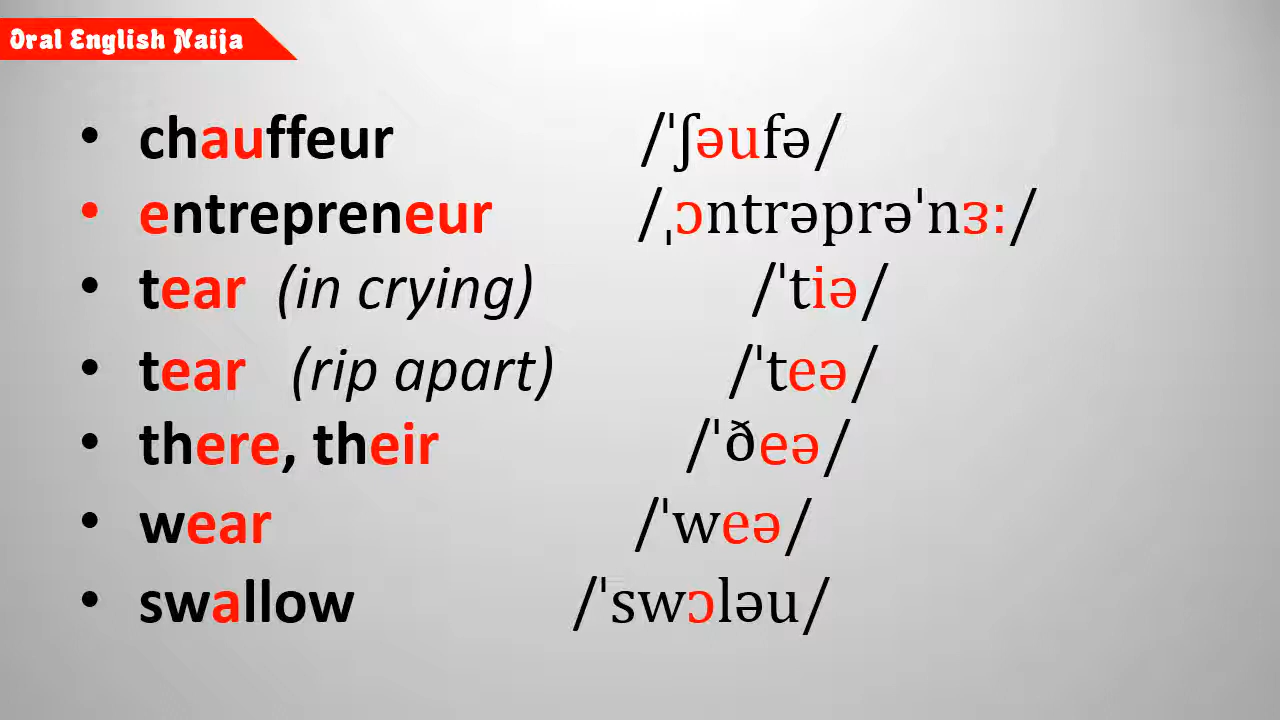 Oral English Naija
• chauffeur /ˈʃəufə/
• entrepreneur /ˌɔntrəprəˈnɜː/
• tear (in crying) /ˈtiə/
• tear (rip apart) /ˈteə/
• there, their /ˈðeə/
• wear /ˈweə/
• swallow /ˈswɔləu/